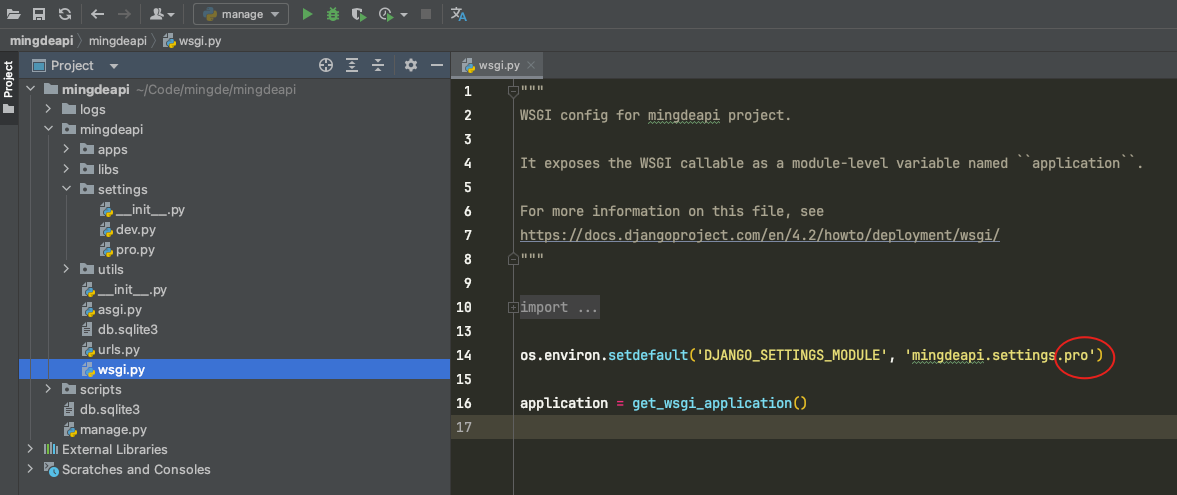 manage
mingdeapi mingdeapi wsgi.py
Project
Project
mingdeapi ~/Code/mingde/mingdeapi
logs
mingdeapi
apps
libs
settings
__init__.py
dev.py
pro.py
utils
__init__.py
asgi.py
db.sqlite3
urls.py
wsgi.py
scripts
db.sqlite3
manage.py
External Libraries
Scratches and Consoles
wsgi.py
1 """
2 WSGI config for mingdeapi project.
3
4 It exposes the WSGI callable as a module-level variable named ``application``.
5
6 For more information on this file, see
7 https://docs.djangoproject.com/en/4.2/howto/deployment/wsgi/
8 """
9
10 import ...
13
14 os.environ.setdefault('DJANGO_SETTINGS_MODULE', 'mingdeapi.settings.pro')
15
16 application = get_wsgi_application()
17